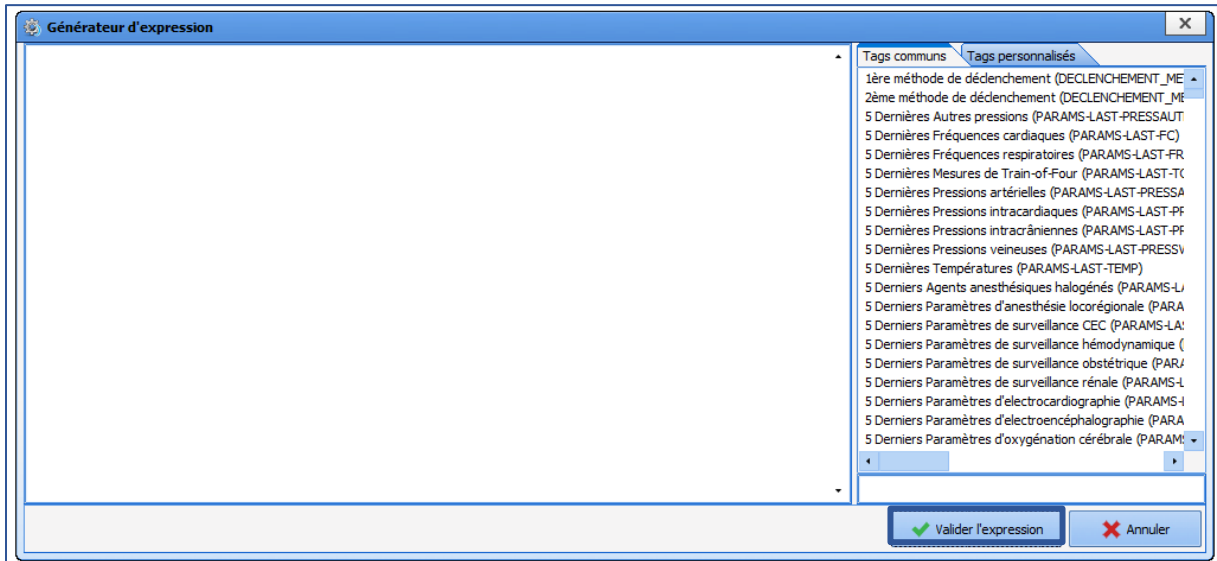 Générateur d'expression
Tags communs
Tags personnalisés
1ère méthode de déclenchement (DECLENCHEMENT_ME
2ème méthode de déclenchement (DECLENCHEMENT_ME
5 Dernières Autres pressions (PARAMS-LAST-PRESSAUT
5 Dernières Fréquences cardiaques (PARAMS-LAST-FC)
5 Dernières Fréquences respiratoires (PARAMS-LAST-FR
5 Dernières Mesures de Train-of-Four (PARAMS-LAST-TO
5 Dernières Pressions artérielles (PARAMS-LAST-PRESSA
5 Dernières Pressions intracardiaques (PARAMS-LAST-PR
5 Dernières Pressions intracrâniennes (PARAMS-LAST-PR
5 Dernières Pressions veineuses (PARAMS-LAST-PRESSV
5 Dernières Températures (PARAMS-LAST-TEMP)
5 Derniers Agents anesthésiques halogénés (PARAMS-LA
5 Derniers Paramètres d'anesthésie locorégionale (PARA
5 Derniers Paramètres de surveillance CEC (PARAMS-LAS
5 Derniers Paramètres de surveillance hémodynamique (
5 Derniers Paramètres de surveillance obstétrique (PARA
5 Derniers Paramètres de surveillance rénale (PARAMS-L
5 Derniers Paramètres d'electrocardiographie (PARAMS-
5 Derniers Paramètres d'electroencéphalographie (PARA
5 Derniers Paramètres d'oxygénation cérébrale (PARAMS
Valider l'expression
Annuler